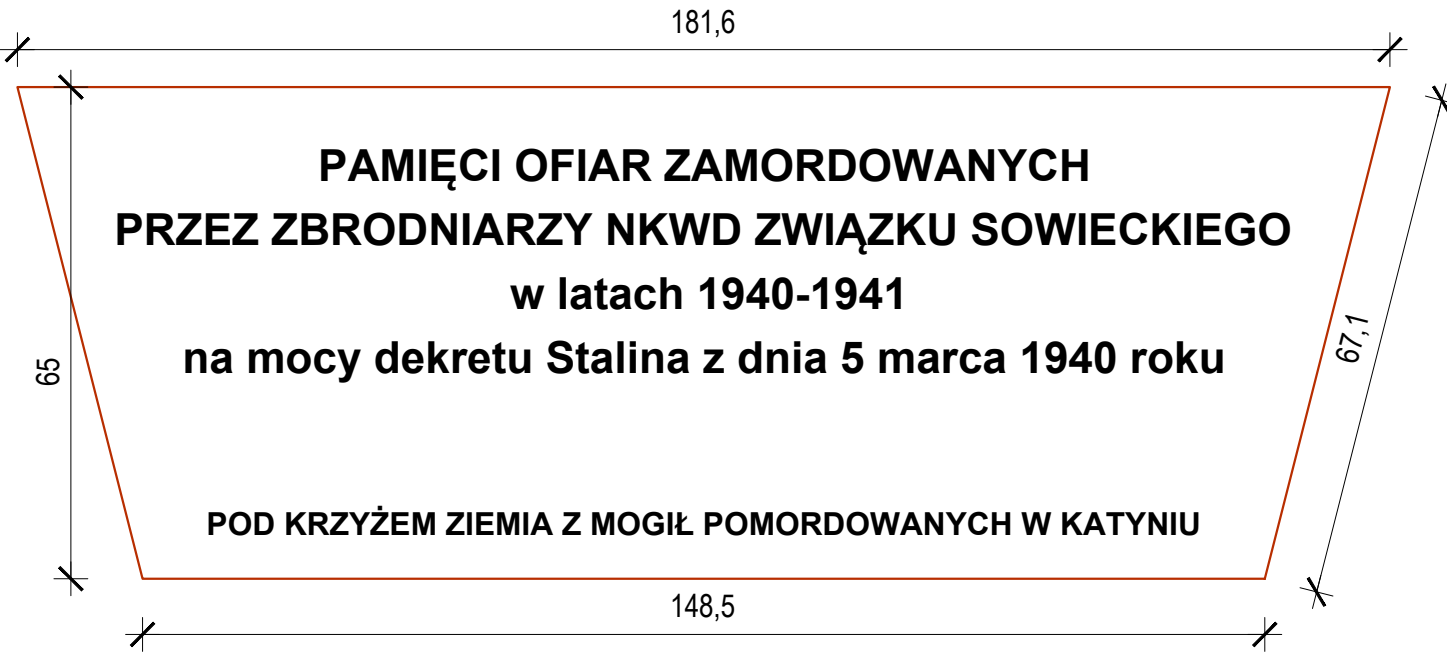 181,6
PAMIĘCI OFIAR ZAMORDOWANYCH
PRZEZ ZBRODNIARZY NKWD ZWIĄZKU SOWIECKIEGO
w latach 1940-1941
na mocy dekretu Stalina z dnia 5 marca 1940 roku
65
67,1
POD KRZYŻEM ZIEMIA Z MOGIŁ POMORDOWANYCH W KATYNIU
148,5